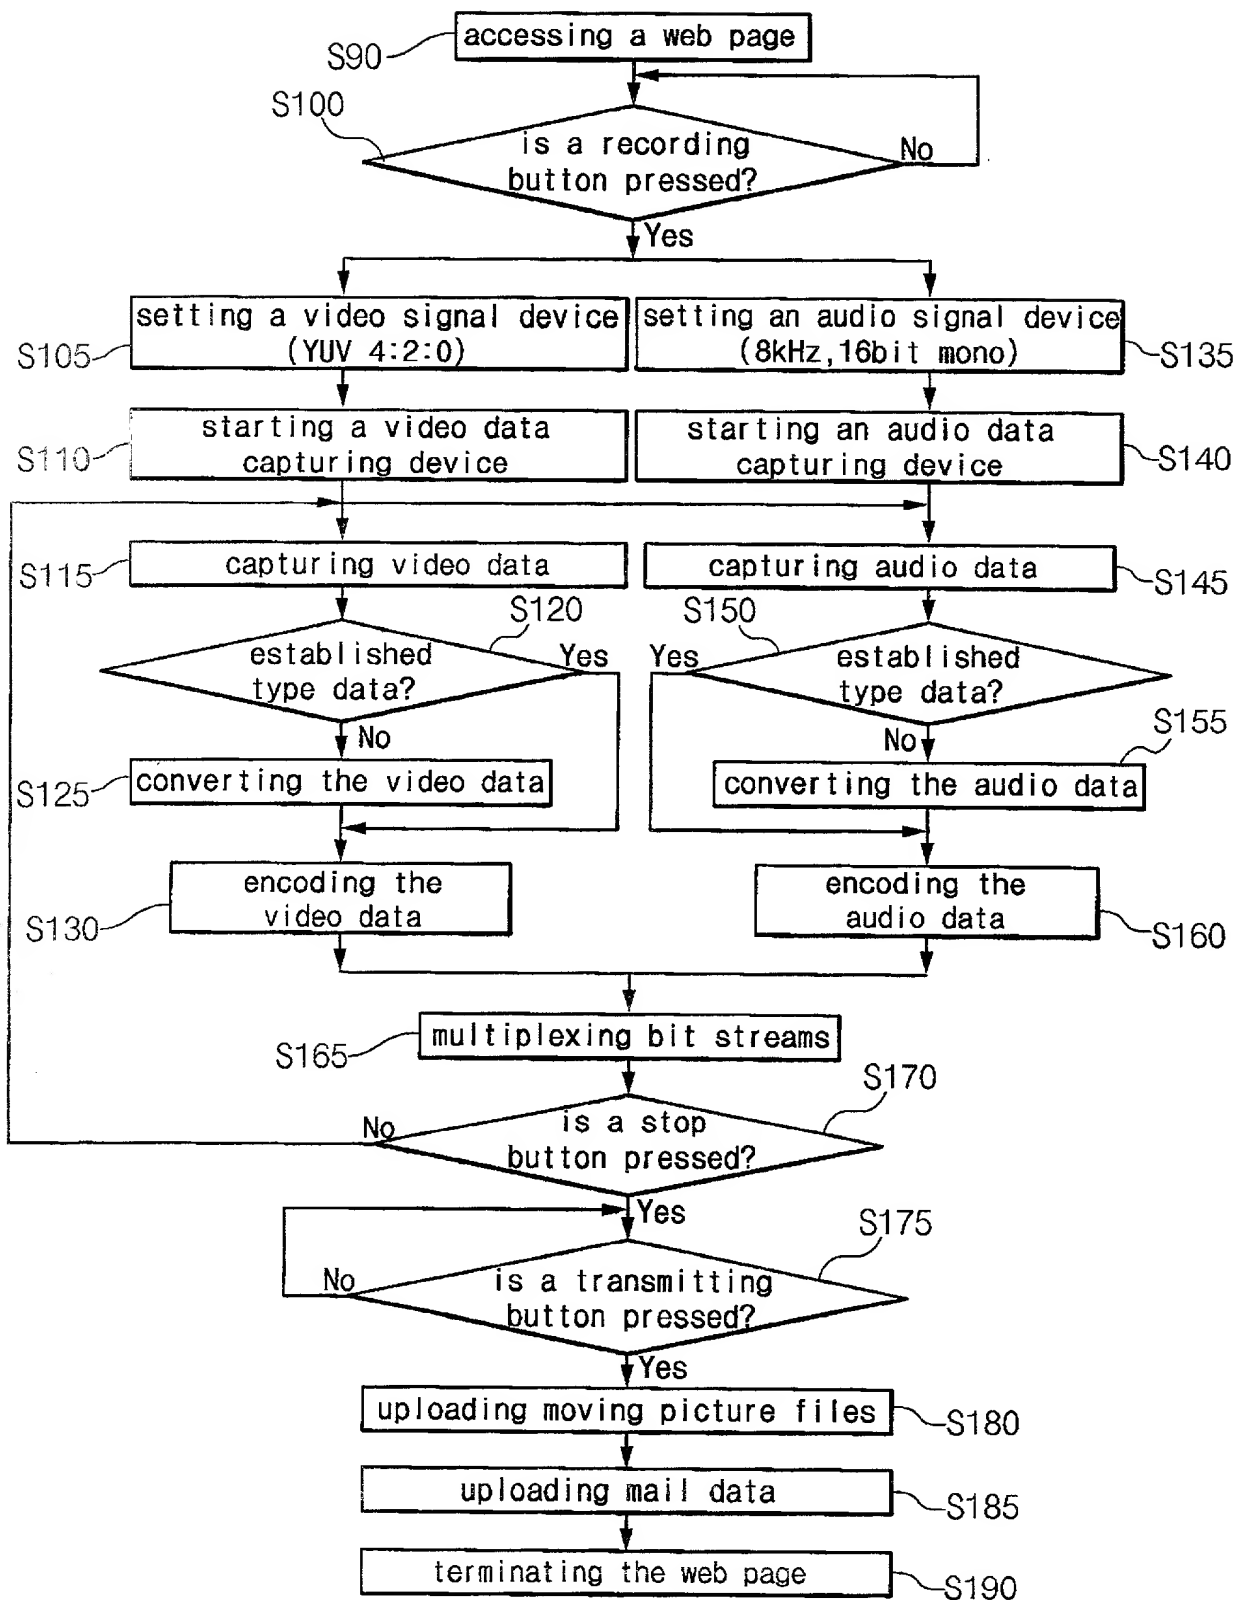 accessing a web page
S90
S100
is a recording
button pressed?
No
Yes
setting a video signal device
(YUV 4:2:0)
S105
setting an audio signal device
(8kHz,16bit mono)
S135
starting a video data
capturing device
S110
starting an audio data
capturing device
S140
capturing video data
S115
capturing audio data
S145
S120
established
type data?
Yes
No
S150
Yes
established
type data?
No
S155
converting the video data
S125
converting the audio data
encoding the
video data
S130
encoding the
audio data
S160
multiplexing bit streams
S165
S170
is a stop
button pressed?
No
Yes
S175
is a transmitting
button pressed?
No
Yes
uploading moving picture files
S180
uploading mail data
S185
terminating the web page
S190